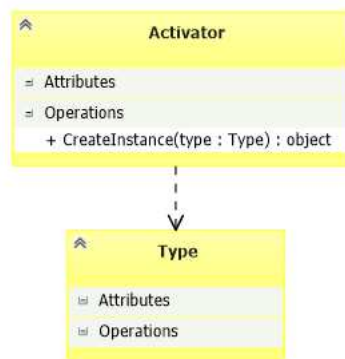 Activator
Attributes
Operations
+ CreateInstance(type : Type) : object
Type
Attributes
Operations